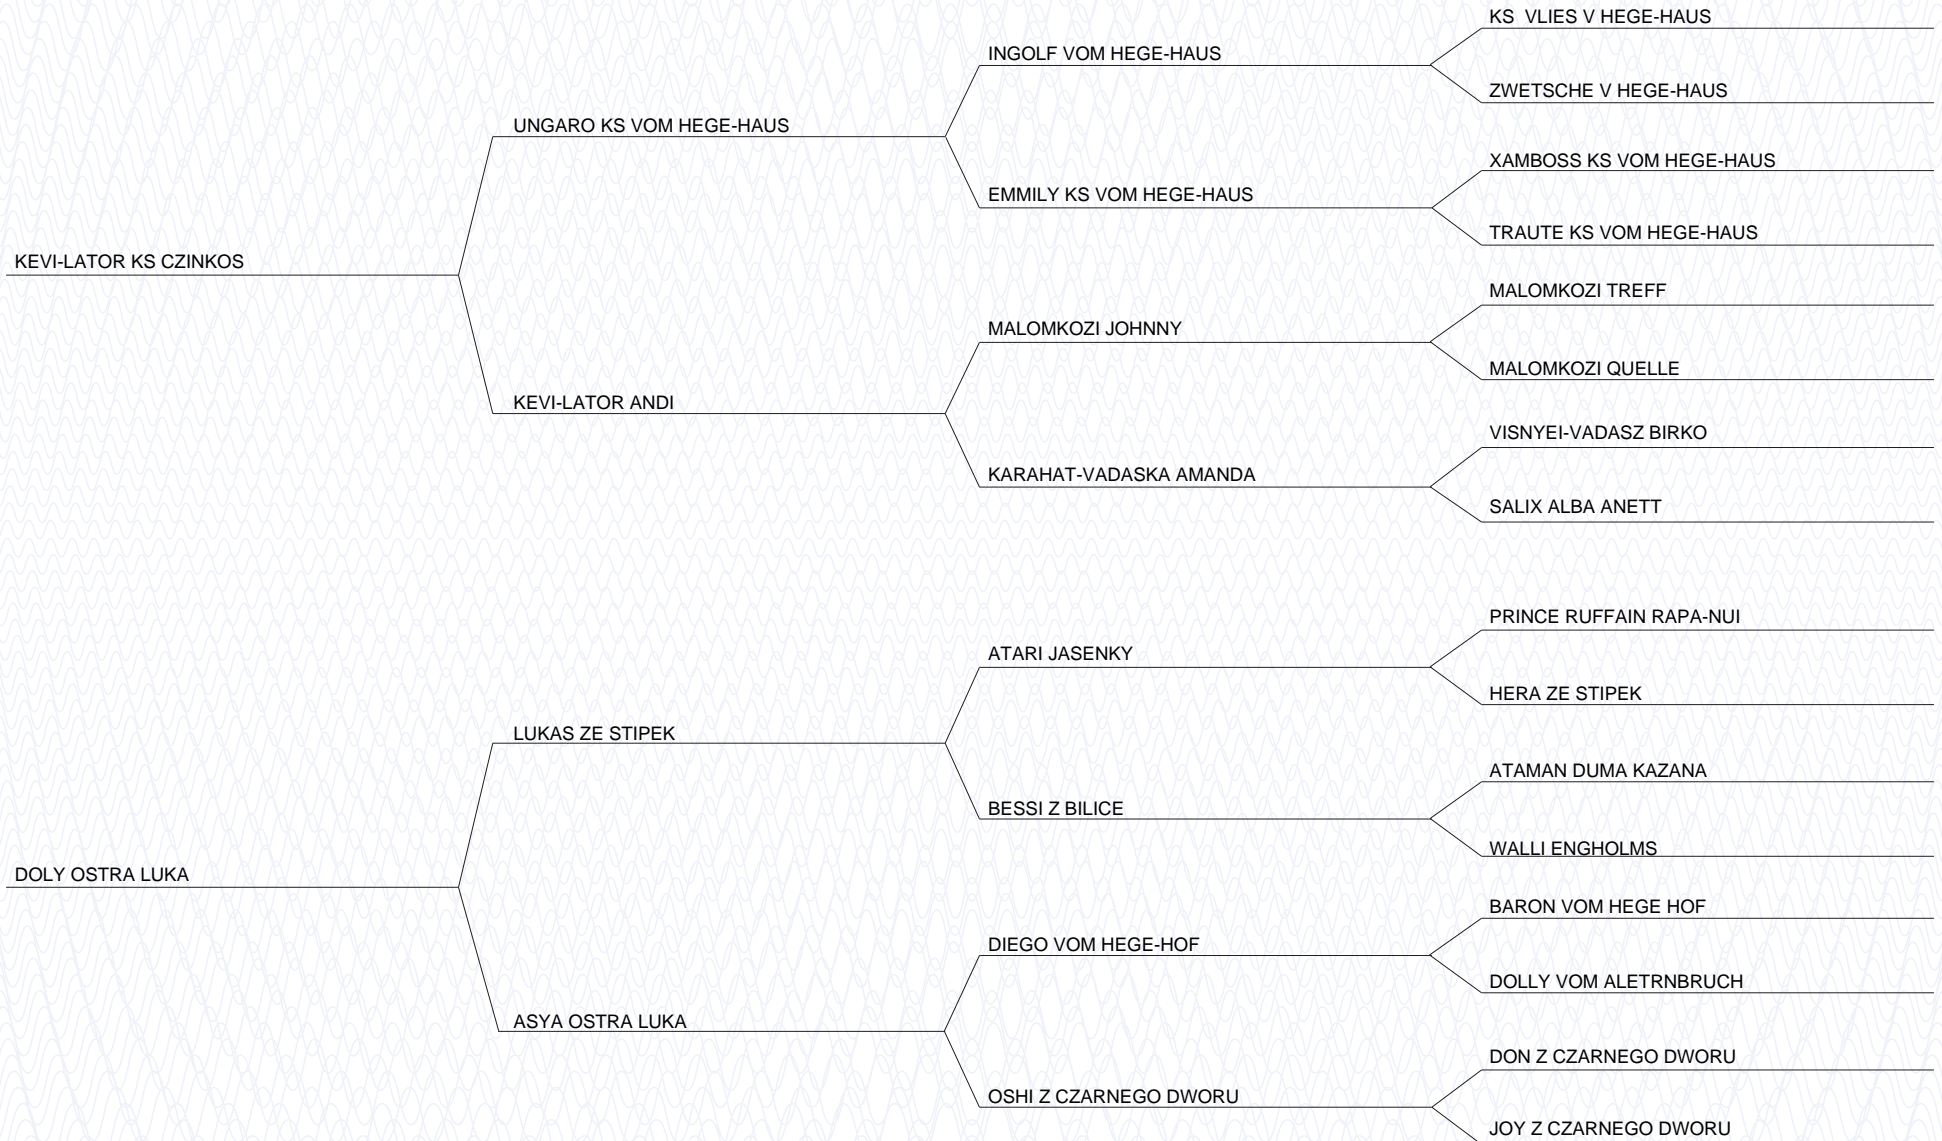 KS VLIES V HEGE-HAUS
INGOLF VOM HEGE-HAUS
ZWETSCHE V HEGE-HAUS
UNGARO KS VOM HEGE-HAUS
XAMBOSS KS VOM HEGE-HAUS
EMMILY KS VOM HEGE-HAUS
TRAUTE KS VOM HEGE-HAUS
KEVI-LATOR KS CZINKOS
MALOMKOZI TREFF
MALOMKOZI JOHNNY
MALOMKOZI QUELLE
KEVI-LATOR ANDI
VISNYEI-VADASZ BIRKO
KARAHAT-VADASKA AMANDA
SALIX ALBA ANETT
PRINCE RUFFAIN RAPA-NUI
ATARI JASENKY
HERA ZE STIPEK
LUKAS ZE STIPEK
ATAMAN DUMA KAZANA
BESSI Z BILICE
WALLI ENGHOLMS
DOLY OSTRA LUKA
BARON VOM HEGE HOF
DIEGO VOM HEGE-HOF
DOLLY VOM ALETRNBRUCH
ASYA OSTRA LUKA
DON Z CZARNEGO DWORU
OSHI Z CZARNEGO DWORU
JOY Z CZARNEGO DWORU